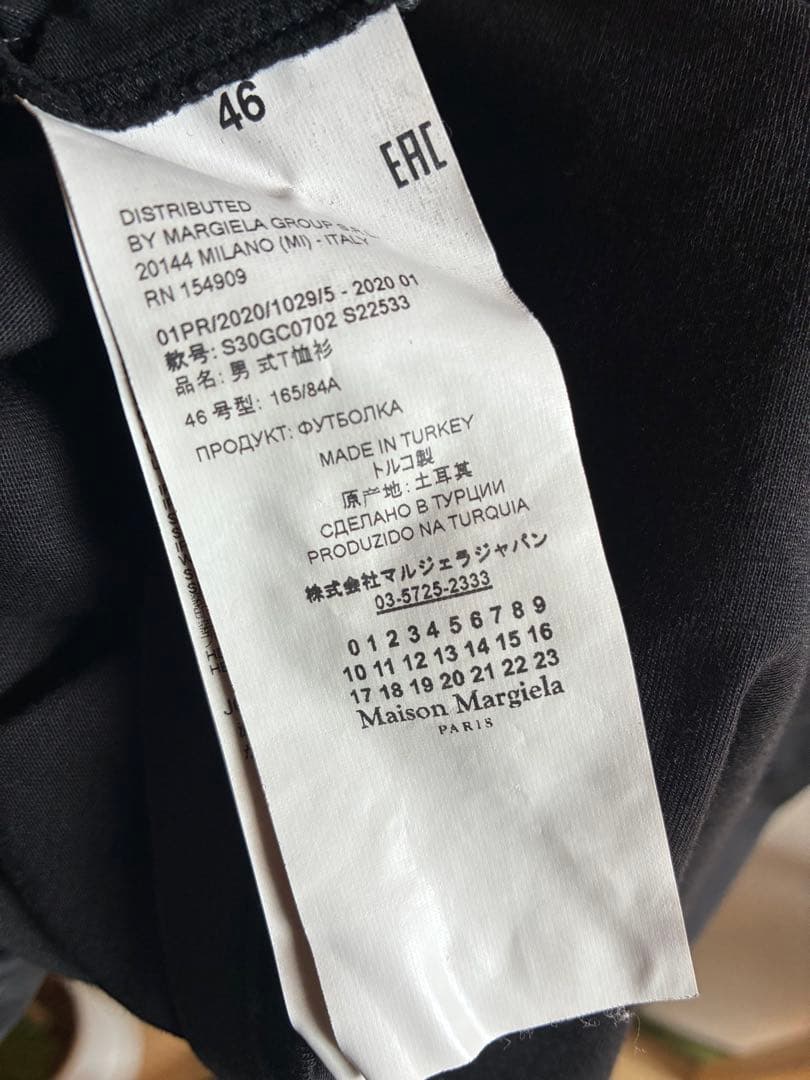 46
EAC
DISTRIBUTED
BY MARGIELA GROUP S.R.L.
20144 MILANO (MI) - ITALY
RN 154909
01PR/2020/1029/5 - 2020 01
款号: S30GC0702 S22533
品名: 男 式T恤衫
46 号型: 165/84A
ПРОДУКТ: ФУТБОЛКА
MADE IN TURKEY
トルコ製
原产地: 土耳其
СДЕЛАНО В ТУРЦИИ
PRODUZIDO NA TURQUIA
株式会社マルジェラジャパン
03-5725-2333
0 1 2 3 4 5 6 7 8 9
10 11 12 13 14 15 16
17 18 19 20 21 22 23
Maison Margiela
PARIS